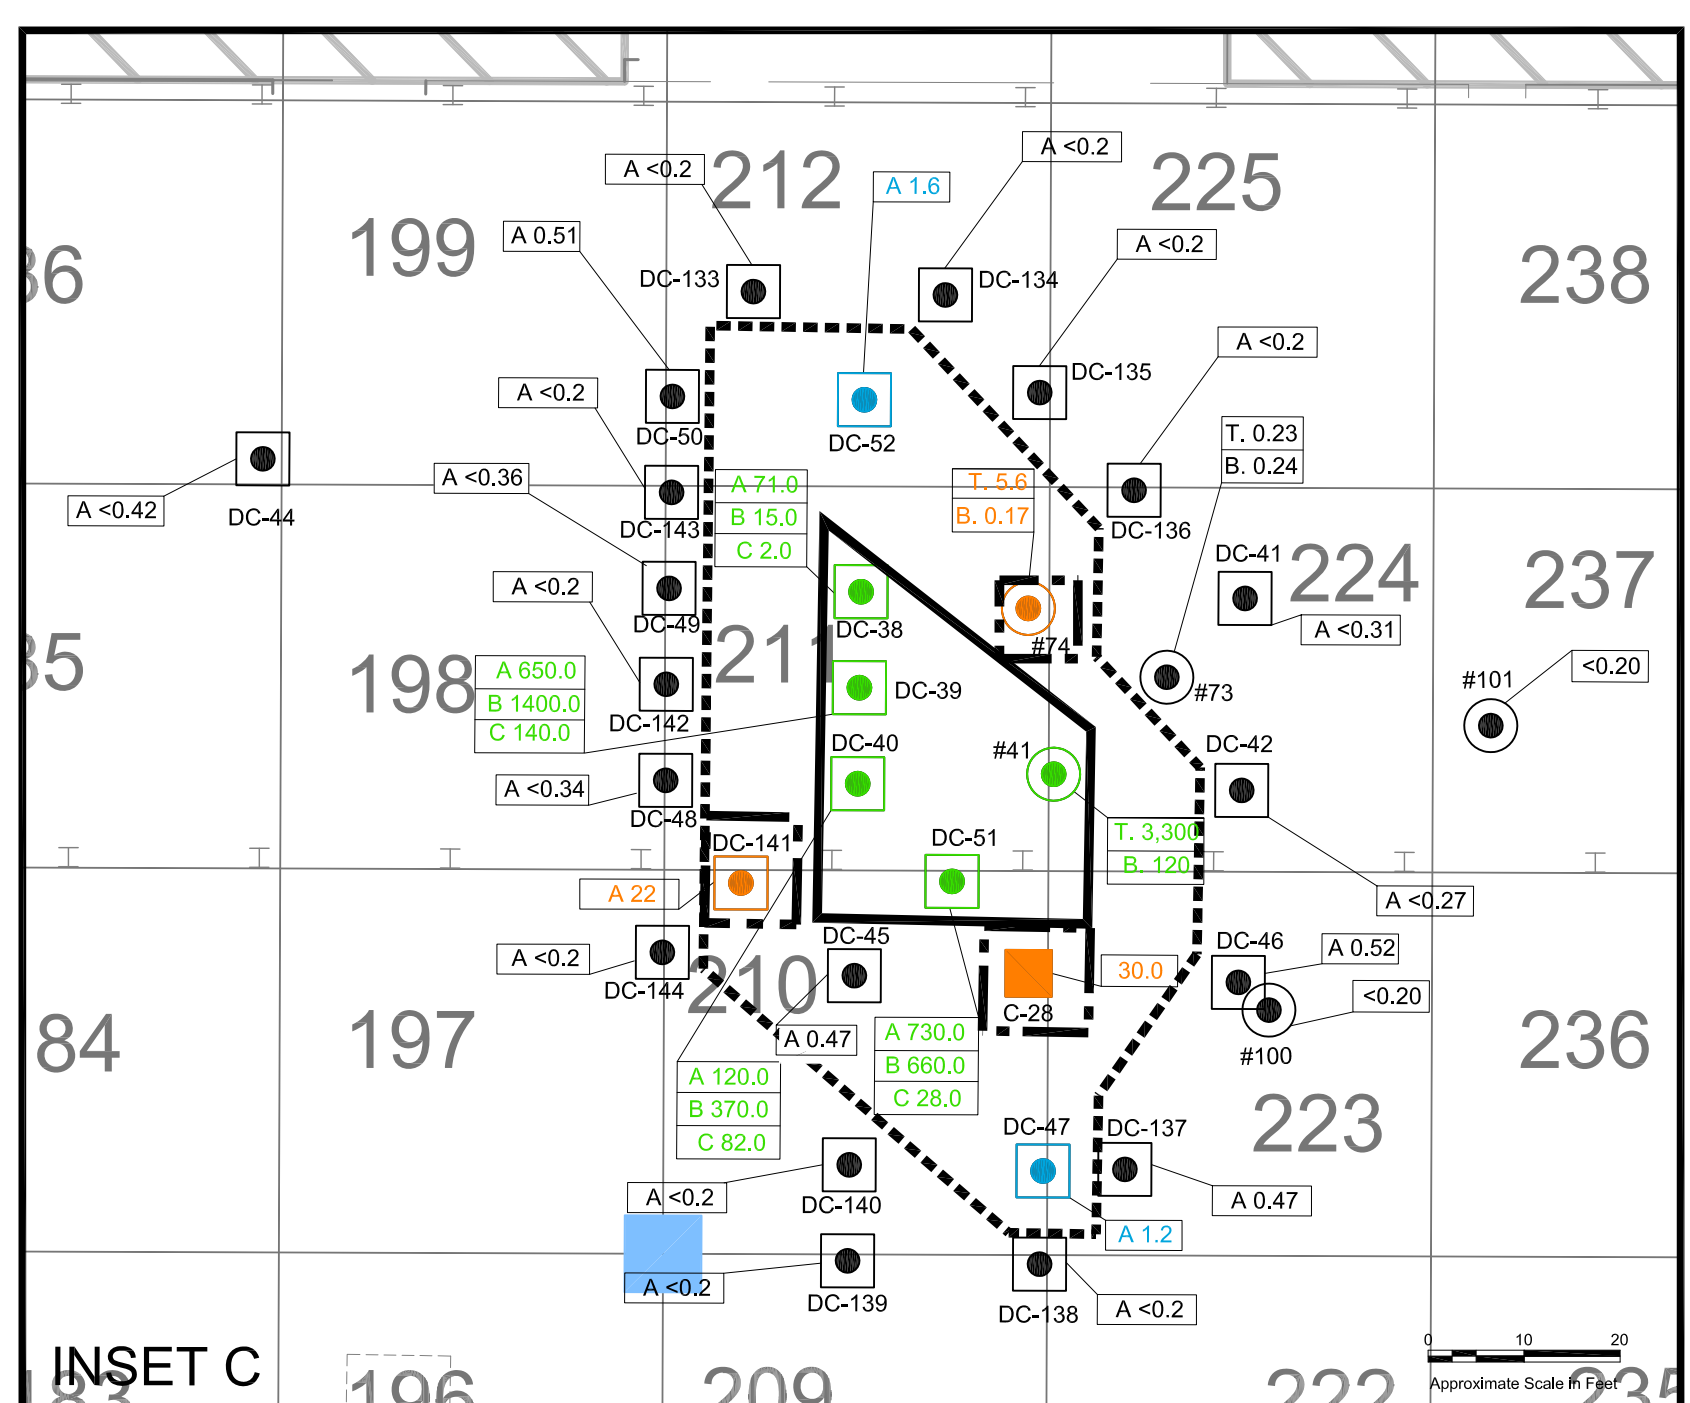 A <0.2
A <0.2
212
225
A 1.6
A 0.51
199
A <0.2
238
86
DC-133
DC-134
A <0.2
DC-135
A <0.2
DC-50
DC-52
T. 0.23
B. 0.24
A <0.36
A 71.0
B 15.0
C 2.0
T. 5.6
B. 0.17
A <0.42
DC-44
DC-143
DC-136
DC-41
224
237
A <0.2
DC-49
DC-38
A <0.31
#74
211
85
198
A 650.0
B 1400.0
C 140.0
DC-39
#73
#101
<0.20
DC-142
DC-40
#41
DC-42
A <0.34
DC-48
DC-141
DC-51
T. 3,300
B. 120
A 22
A <0.27
DC-45
DC-46
A 0.52
A <0.2
DC-144
210
30.0
<0.20
C-28
84
197
A 0.47
A 730.0
B 660.0
C 28.0
#100
236
A 120.0
B 370.0
C 82.0
223
DC-47
DC-137
A <0.2
DC-140
A 0.47
A 1.2
A <0.2
DC-139
DC-138
A <0.2
INSET C
0 10 20
Approximate Scale in Feet
183
196
209
222
235